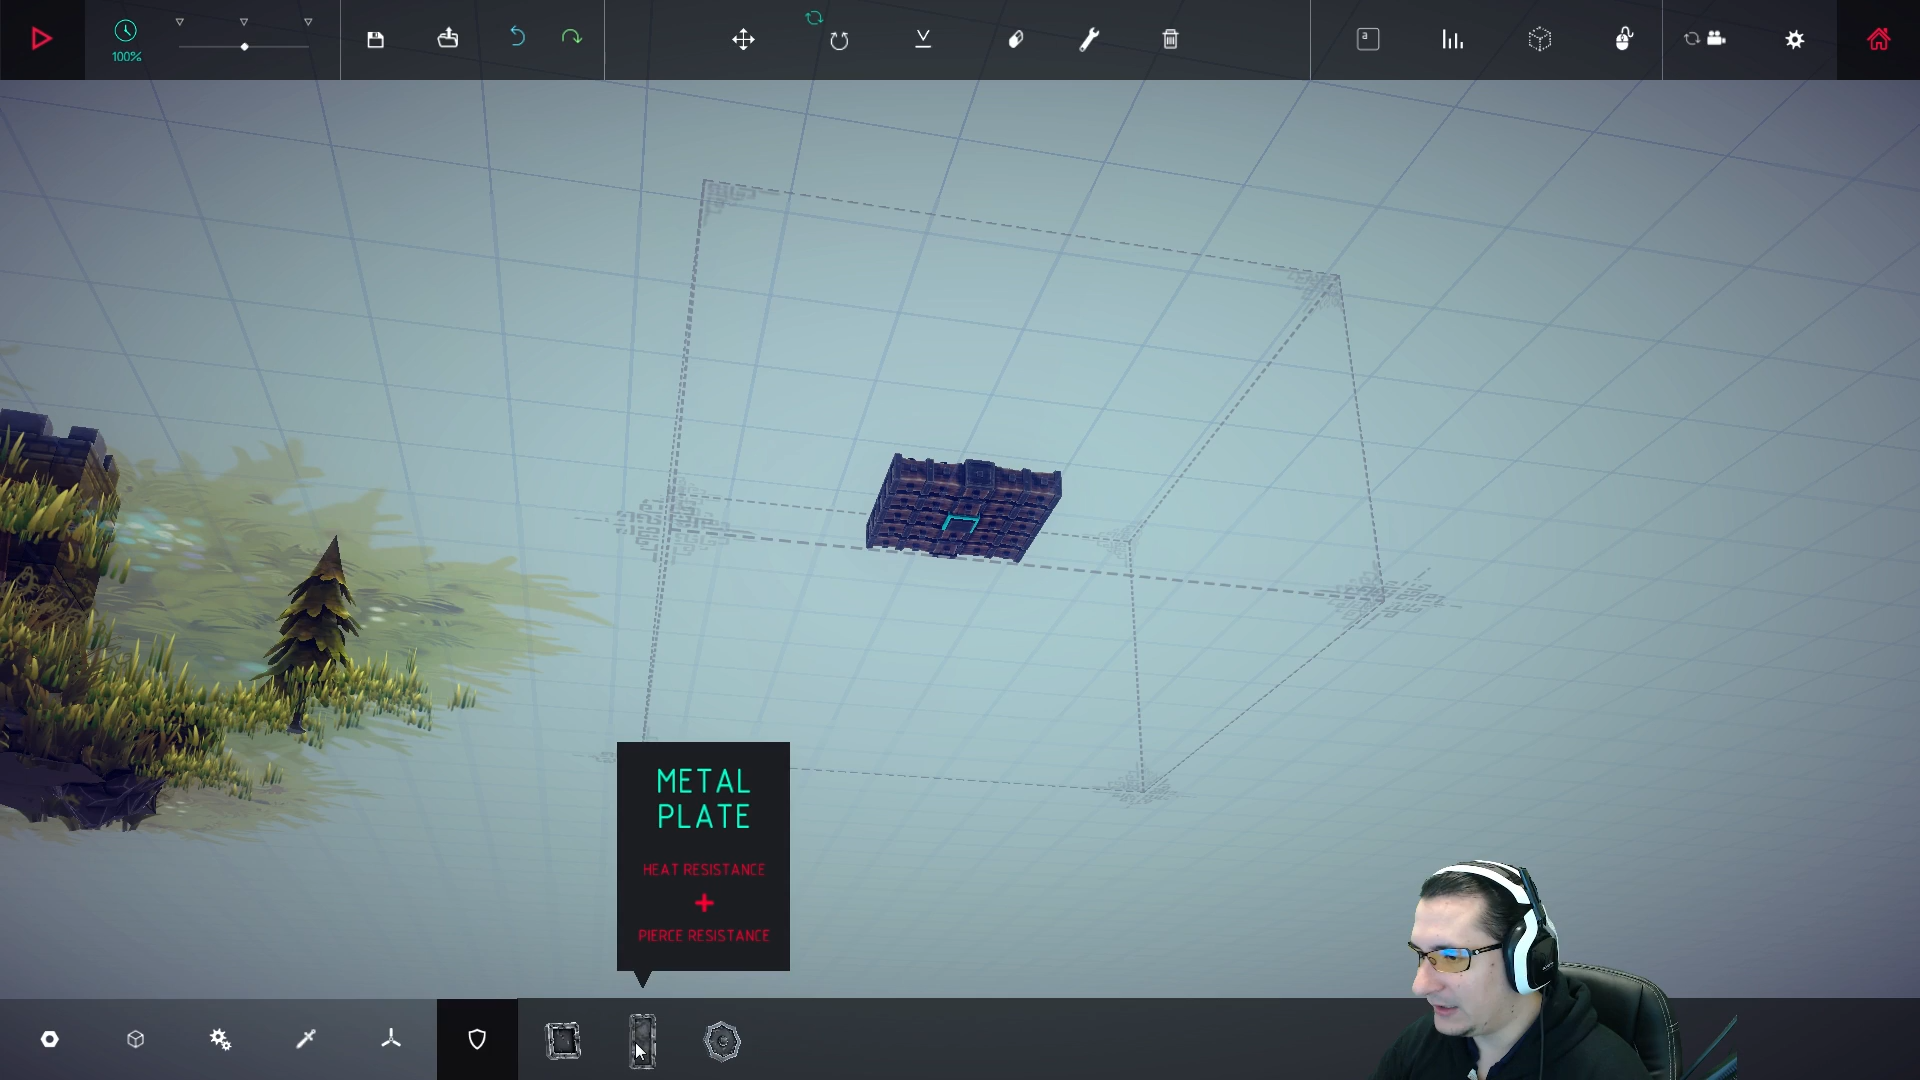 100%
a
METAL
PLATE
HEAT RESISTANCE
+
PIERCE RESISTANCE